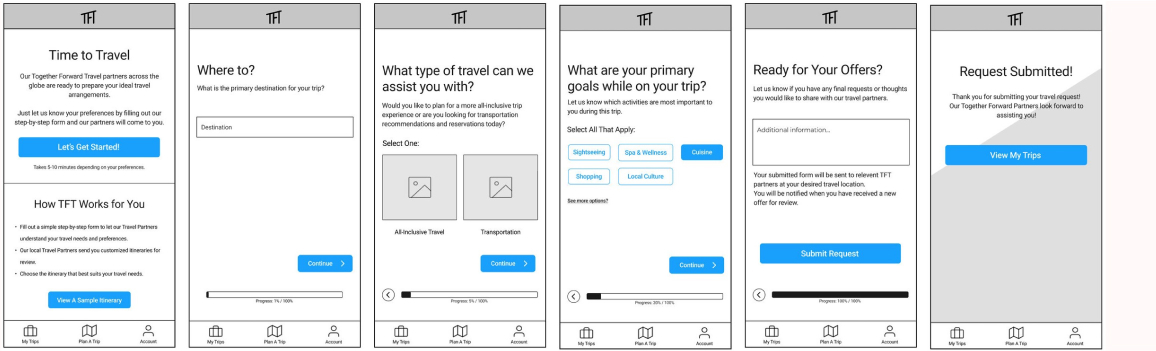 TFT
Time to Travel
Our Together Forward Travel partners across the
globe are ready to prepare your ideal travel
arrangements.
Just let us know your preferences by filling out our
step-by-step form and our partners will come to you.
Let's Get Started!
Takes 5-10 minutes depending on your preferences.
How TFT Works for You
• Fill out a simple step-by-step form to let our Travel Partners
understand your travel needs and preferences.
• Our local Travel Partners send you customized itineraries for
review.
• Choose the itinerary that best suits your travel needs.
View A Sample Itinerary
My Trips
Plan A Trip
Account
TFT
Where to?
What is the primary destination for your trip?
Destination
Continue >
Progress: 1% / 100%
My Trips
Plan A Trip
Account
TFT
What type of travel can we
assist you with?
Would you like to plan for a more all-inclusive trip
experience or are you looking for transportation
recommendations and reservations today?
Select One:
All-Inclusive Travel
Transportation
Continue >
Progress: 5% / 100%
My Trips
Plan A Trip
Account
TFT
What are your primary
goals while on your trip?
Let us know which activities are most important to
you during this trip.
Select All That Apply:
Sightseeing
Spa & Wellness
Cuisine
Shopping
Local Culture
See more options?
Continue >
Progress: 20% / 100%
My Trips
Plan A Trip
Account
TFT
Ready for Your Offers?
Let us know if you have any final requests or thoughts
you would like to share with our travel partners.
Additional information...
Your submitted form will be sent to relevent TFT
partners at your desired travel location.
You will be notified when you have received a new
offer for review.
Submit Request
Progress: 100% / 100%
My Trips
Plan A Trip
Account
TFT
Request Submitted!
Thank you for submitting your travel request!
Our Together Forward Partners look forward to
assisting you!
View My Trips
My Trips
Plan A Trip
Account